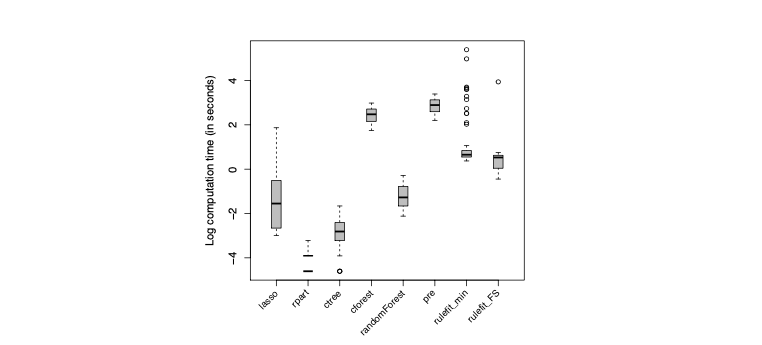 Log computation time (in seconds)
4
2
0
−2
−4
lasso
rpart
ctree
cforest
randomForest
pre
rulefit_min
rulefit_FS